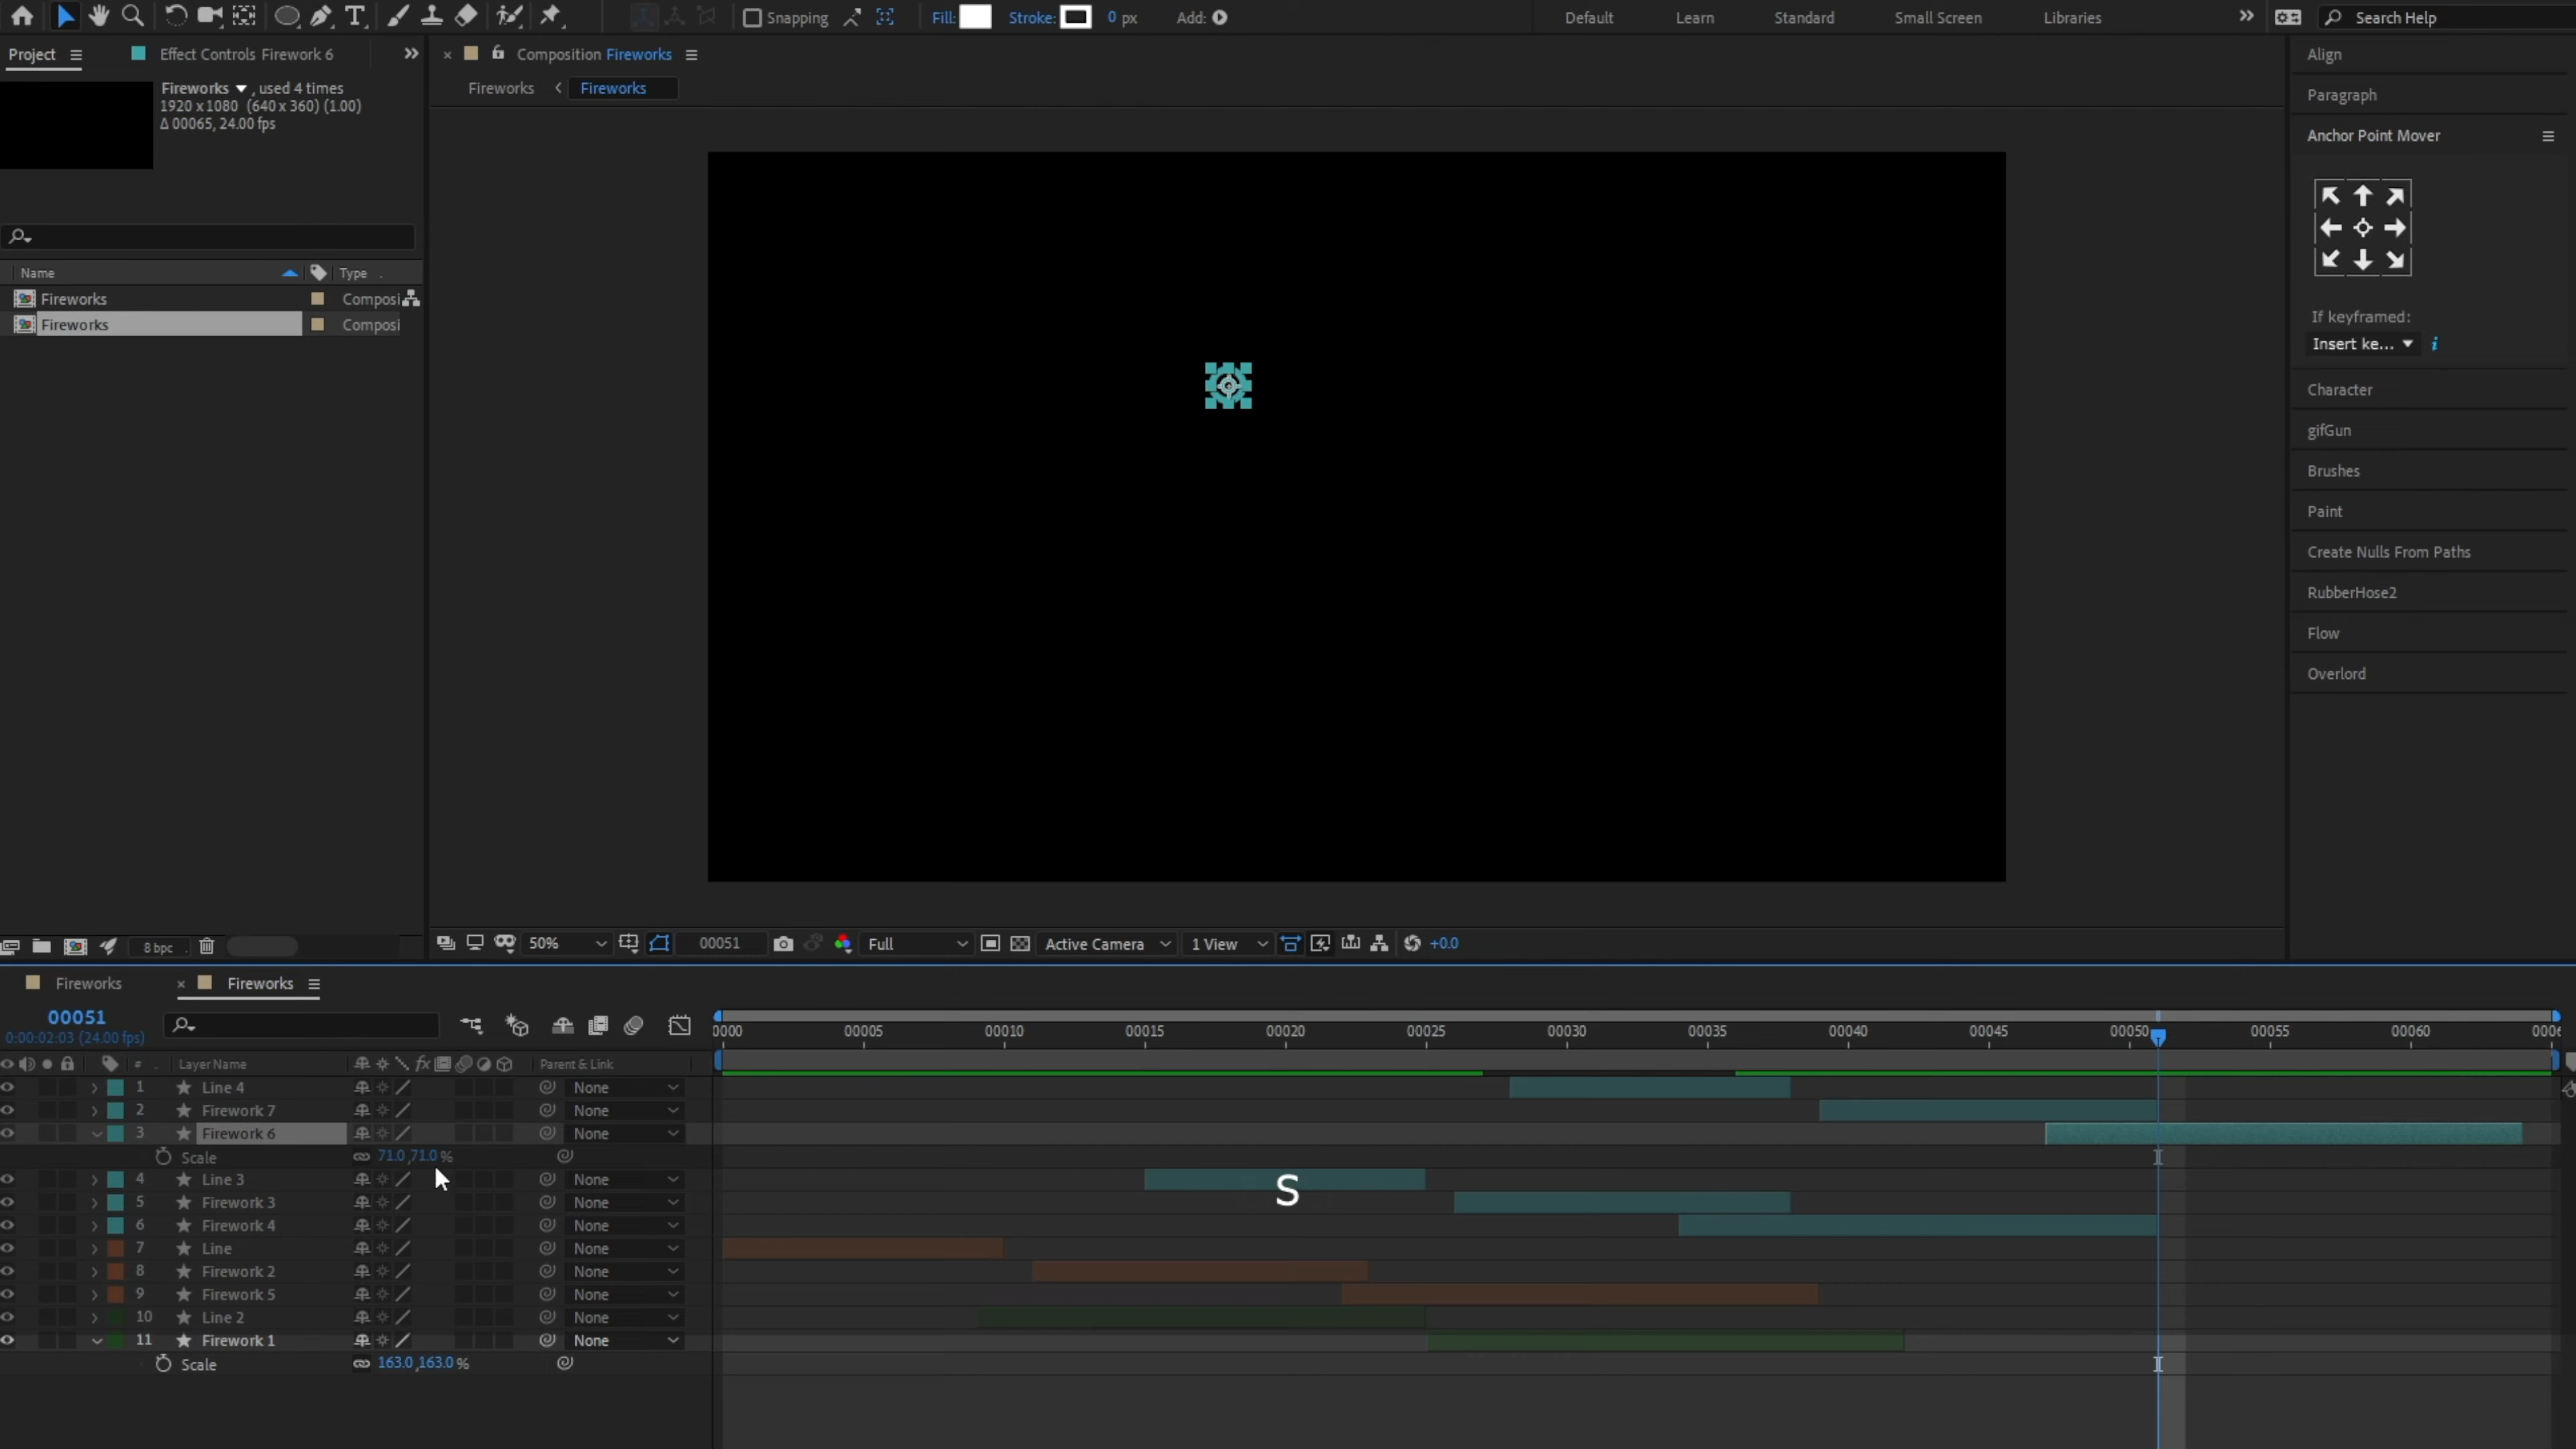 Snapping Fill: Stroke: 0 px Add: Default Learn Standard Small Screen Libraries Search Help
Project Effect Controls Firework 6
Composition Fireworks
Fireworks Fireworks
Fireworks , used 4 times
1920 x 1080 (640 x 360) (1.00)
Δ 00065, 24.00 fps
Name Type
Fireworks Composi
Fireworks Composi
8 bpc
50% 00051 Full Active Camera 1 View +0.0
Align
Paragraph
Anchor Point Mover
If keyframed:
Insert ke...
Character
gifGun
Brushes
Paint
Create Nulls From Paths
RubberHose2
Flow
Overlord
Fireworks Fireworks
00051
0:00:02:03 (24.00 fps)
0000 00005 00010 00015 00020 00025 00030 00035 00040 00045 00050 00055 00060 0006
# Layer Name fx Parent & Link
1 Line 4 None
2 Firework 7 None
3 Firework 6 None
Scale 71.0,71.0 %
4 Line 3 None
5 Firework 3 None
6 Firework 4 None
7 Line None
8 Firework 2 None
9 Firework 5 None
10 Line 2 None
11 Firework 1 None
Scale 163.0,163.0 %
S